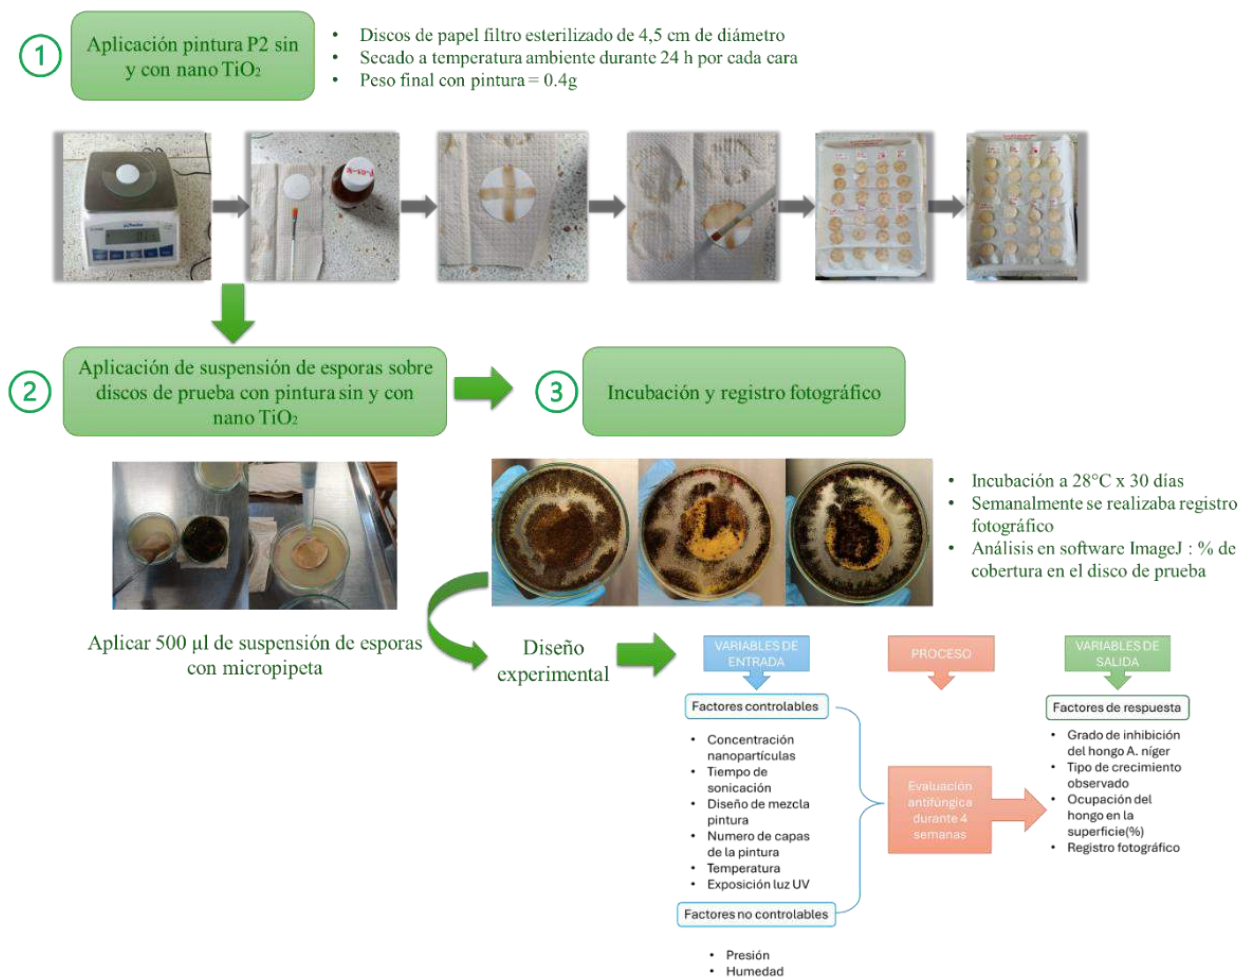 1
Aplicación pintura P2 sin
y con nano TiO₂
• Discos de papel filtro esterilizado de 4,5 cm de diámetro
• Secado a temperatura ambiente durante 24 h por cada cara
• Peso final con pintura = 0.4g
2
Aplicación de suspensión de esporas sobre
discos de prueba con pintura sin y con
nano TiO₂
3
Incubación y registro fotográfico
• Incubación a 28°C x 30 días
• Semanalmente se realizaba registro
fotográfico
• Análisis en software ImageJ : % de
cobertura en el disco de prueba
Aplicar 500 µl de suspensión de esporas
con micropipeta
Diseño
experimental
VARIABLES DE
ENTRADA
PROCESO
VARIABLES DE
SALIDA
Factores controlables
• Concentración
nanopartículas
• Tiempo de
sonicación
• Diseño de mezcla
pintura
• Numero de capas
de la pintura
• Temperatura
• Exposición luz UV
Factores no controlables
• Presión
• Humedad
Evaluación
antifúngica
durante 4
semanas
Factores de respuesta
• Grado de inhibición
del hongo A. níger
• Tipo de crecimiento
observado
• Ocupación del
hongo en la
superficie(%)
• Registro fotográfico